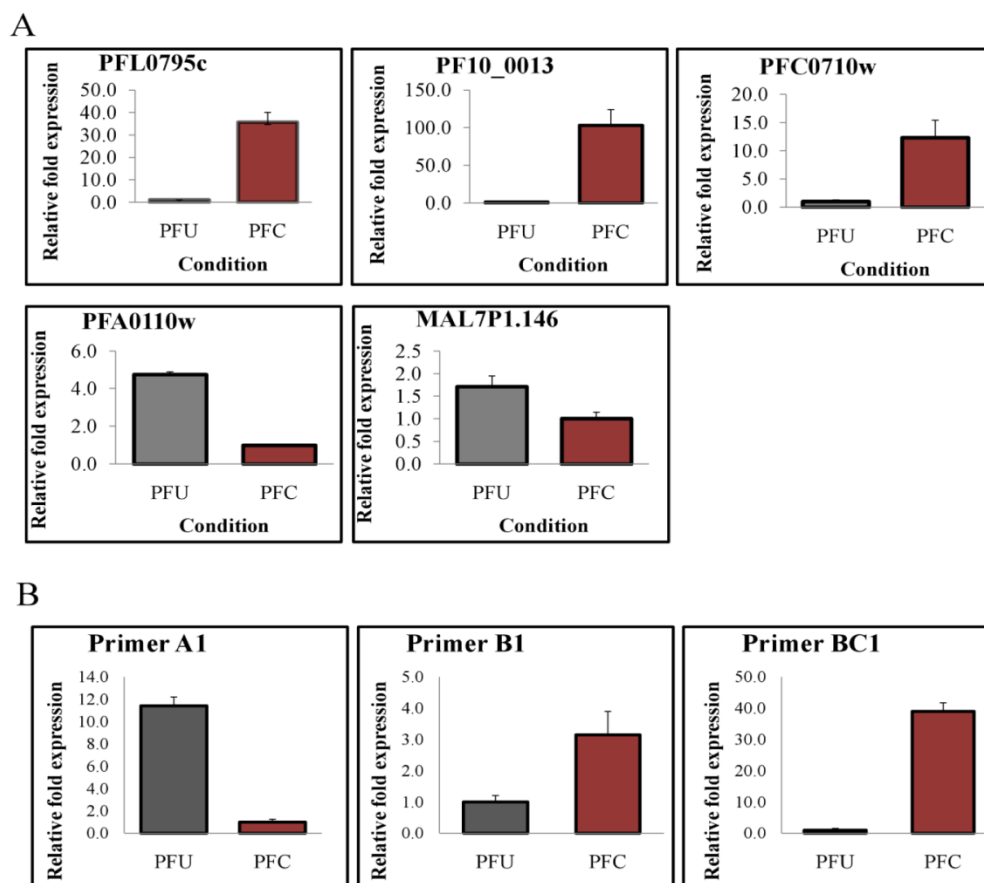 A
PFL0795c
Relative fold expression
50.0
40.0
30.0
20.0
10.0
0.0
PFU PFC
Condition
PF10_0013
Relative fold expression
150.0
100.0
50.0
0.0
PFU PFC
Condition
PFC0710w
Relative fold expression
20.0
15.0
10.0
5.0
0.0
PFU PFC
Condition
PFA0110w
Relative fold expression
6.0
4.0
2.0
0.0
PFU PFC
Condition
MAL7P1.146
Relative fold expression
2.5
2.0
1.5
1.0
0.5
0.0
PFU PFC
Condition
B
Primer A1
Relative fold expression
14.0
12.0
10.0
8.0
6.0
4.0
2.0
0.0
PFU PFC
Primer B1
Relative fold expression
5.0
4.0
3.0
2.0
1.0
0.0
PFU PFC
Primer BC1
Relative fold expression
50.0
40.0
30.0
20.0
10.0
0.0
PFU PFC